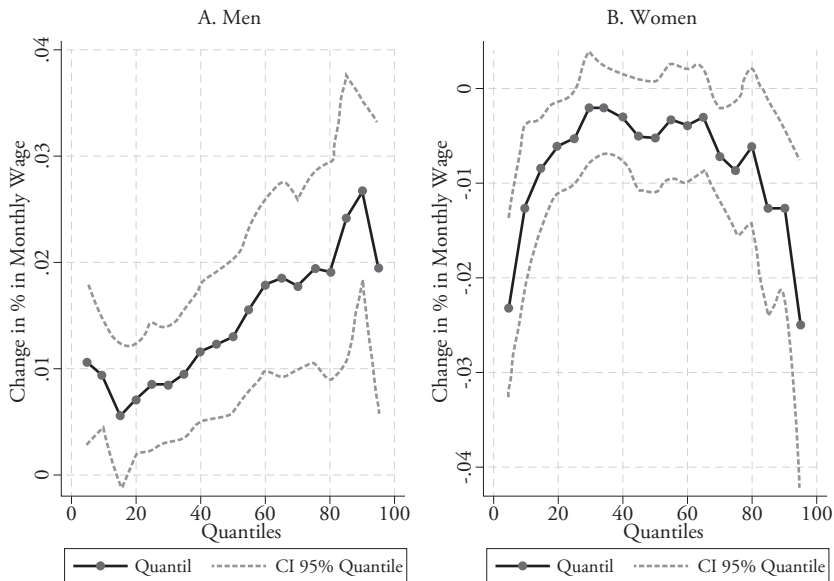 A. Men
Change in % in Monthly Wage
.04
.03
.02
.01
0
0 20 40 60 80 100
Quantiles
Quantil CI 95% Quantile
B. Women
Change in % in Monthly Wage
0
-.01
-.02
-.03
-.04
0 20 40 60 80 100
Quantiles
Quantil CI 95% Quantile